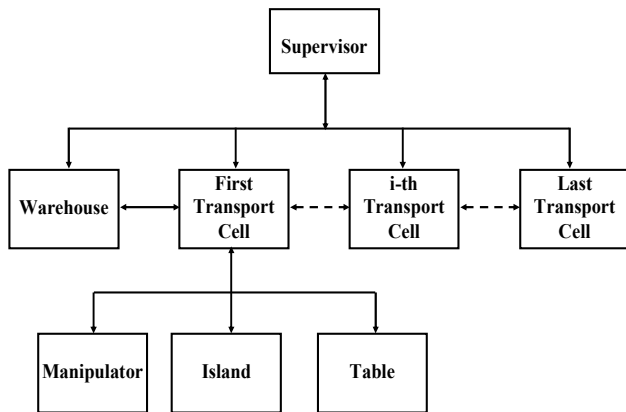 Supervisor
Warehouse
First
Transport
Cell
i-th
Transport
Cell
Last
Transport
Cell
Manipulator
Island
Table